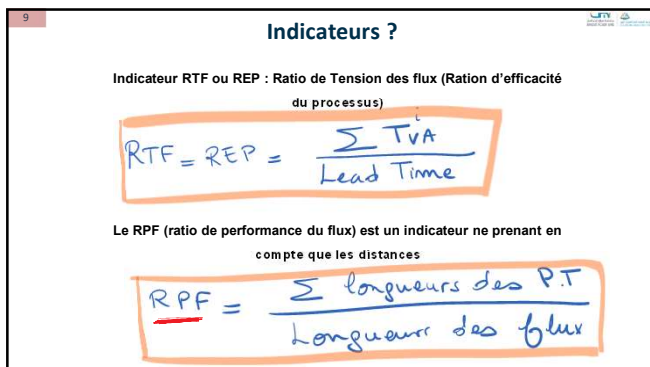 9
Indicateurs ?
Indicateur RTF ou REP : Ratio de Tension des flux (Ration d'efficacité
du processus)
RTF = REP = ∑ TVA / Lead Time
Le RPF (ratio de performance du flux) est un indicateur ne prenant en
compte que les distances
RPF = ∑ longueurs des P.T / Longueurs des flux